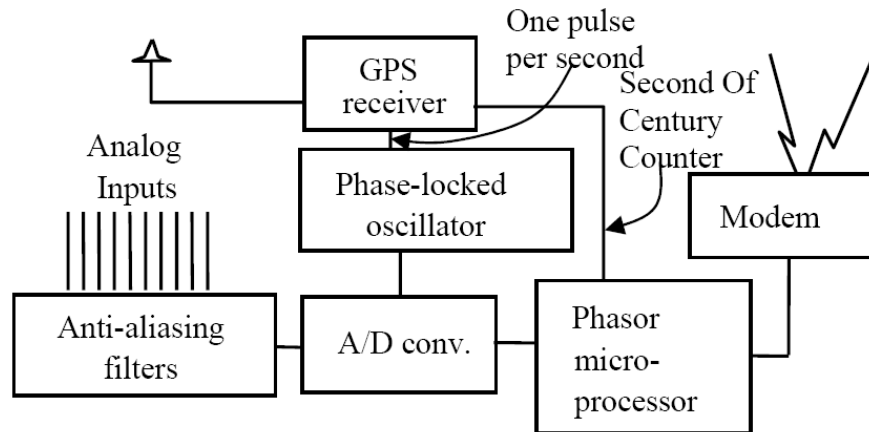 One pulse
per second
GPS
receiver
Second Of
Century
Counter
Analog
Inputs
Phase-locked
oscillator
Modem
Anti-aliasing
filters
A/D conv.
Phasor
micro-
processor